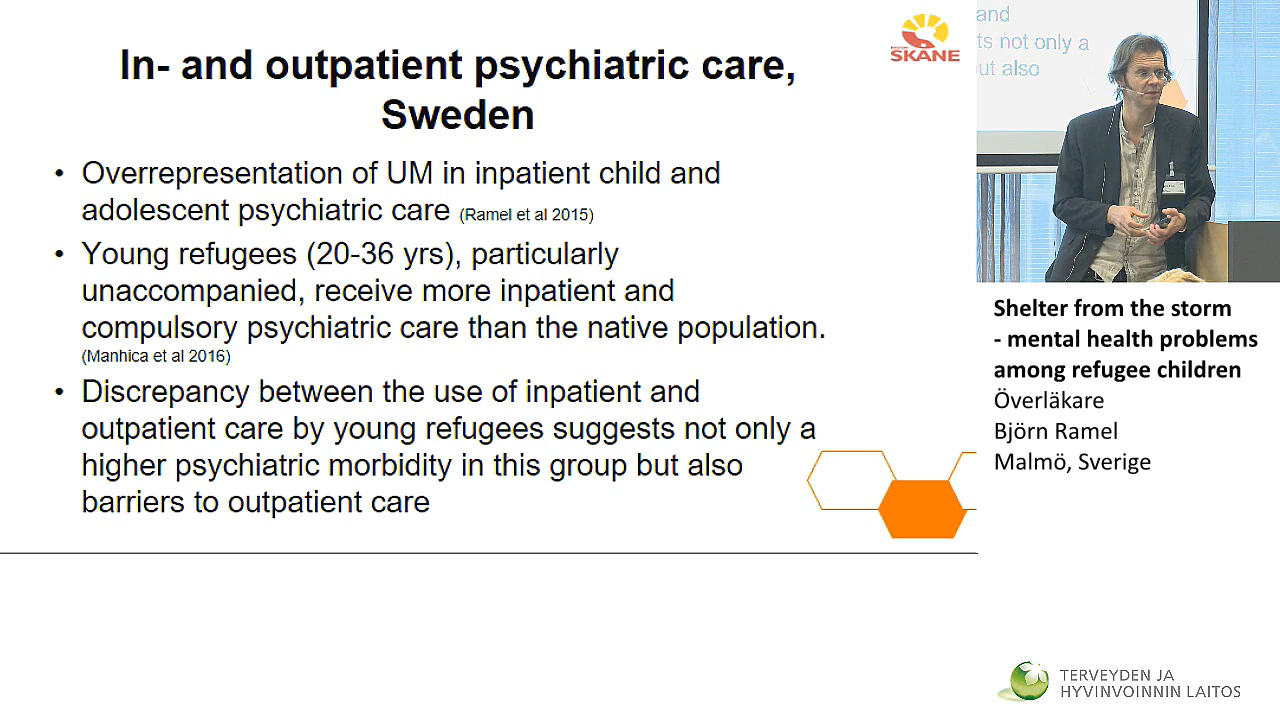 In- and outpatient psychiatric care,
Sweden
• Overrepresentation of UM in inpatient child and
adolescent psychiatric care (Ramel et al 2015)
• Young refugees (20-36 yrs), particularly
unaccompanied, receive more inpatient and
compulsory psychiatric care than the native population.
(Manhica et al 2016)
• Discrepancy between the use of inpatient and
outpatient care by young refugees suggests not only a
higher psychiatric morbidity in this group but also
barriers to outpatient care
SKÅNE
and
ts not only a
ut also
Shelter from the storm
- mental health problems
among refugee children
Överläkare
Björn Ramel
Malmö, Sverige
TERVEYDEN JA
HYVINVOINNIN LAITOS